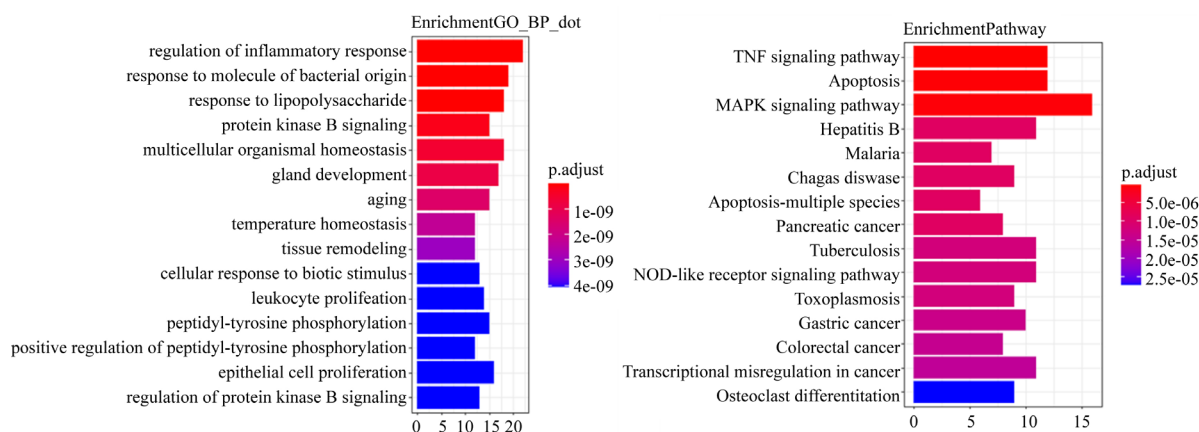 EnrichmentGO_BP_dot
regulation of inflammatory response
response to molecule of bacterial origin
response to lipopolysaccharide
protein kinase B signaling
multicellular organismal homeostasis
gland development
aging
temperature homeostasis
tissue remodeling
cellular response to biotic stimulus
leukocyte prolifeation
peptidyl-tyrosine phosphorylation
positive regulation of peptidyl-tyrosine phosphorylation
epithelial cell proliferation
regulation of protein kinase B signaling
0 5 10 15 20
p.adjust
1e-09
2e-09
3e-09
4e-09
EnrichmentPathway
TNF signaling pathway
Apoptosis
MAPK signaling pathway
Hepatitis B
Malaria
Chagas diswase
Apoptosis-multiple species
Pancreatic cancer
Tuberculosis
NOD-like receptor signaling pathway
Toxoplasmosis
Gastric cancer
Colorectal cancer
Transcriptional misregulation in cancer
Osteoclast differentitation
0 5 10 15
p.adjust
5.0e-06
1.0e-05
1.5e-05
2.0e-05
2.5e-05